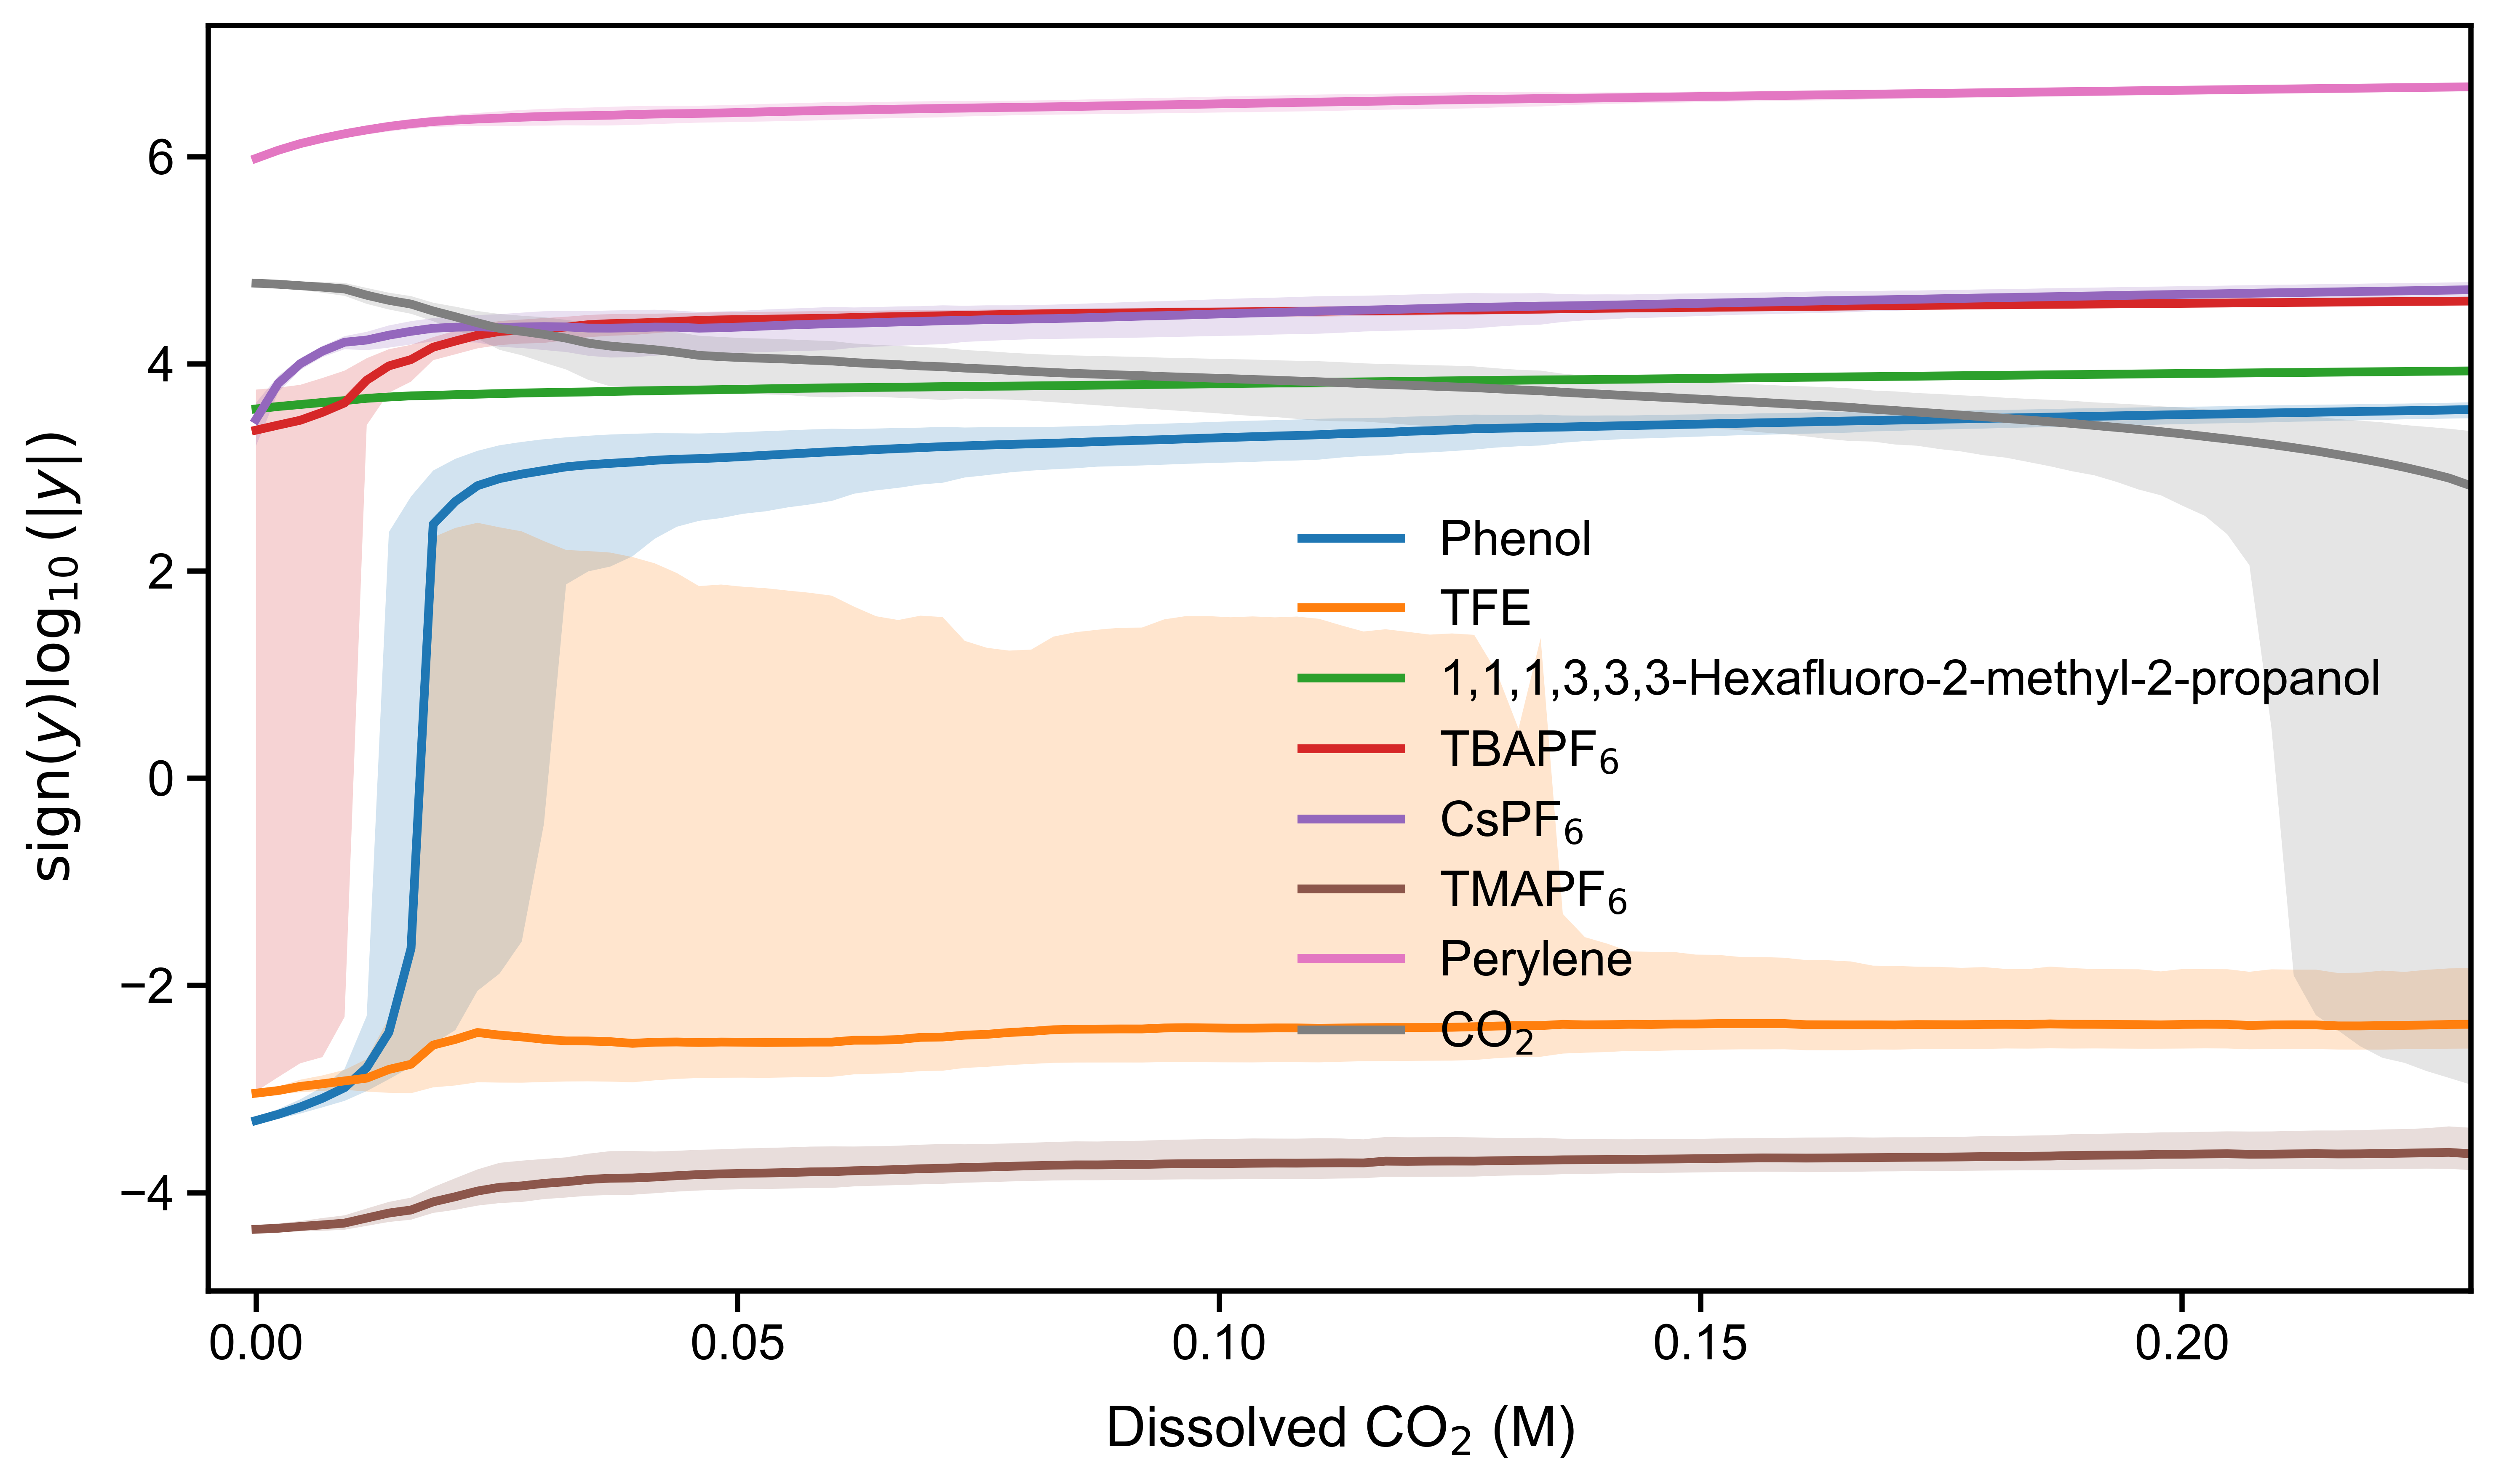 sign(y)log₁₀(|y|)
6
4
2
0
−2
−4
Phenol
TFE
1,1,1,3,3,3-Hexafluoro-2-methyl-2-propanol
TBAPF₆
CsPF₆
TMAPF₆
Perylene
CO₂
0.00 0.05 0.10 0.15 0.20
Dissolved CO₂ (M)